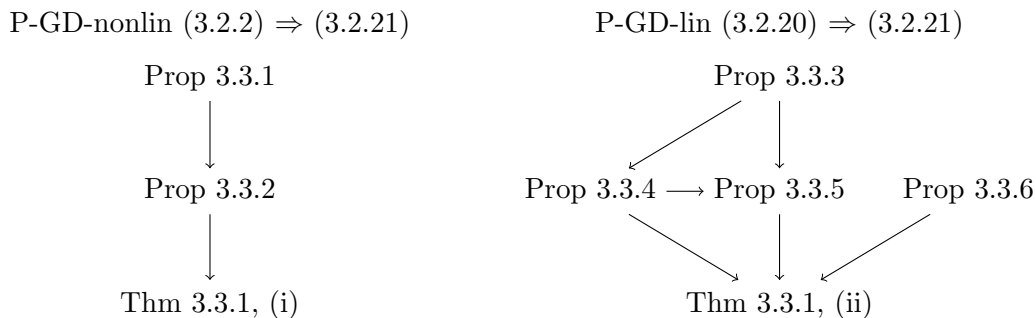 P-GD-nonlin (3.2.2) ⇒ (3.2.21)
Prop 3.3.1
Prop 3.3.2
Thm 3.3.1, (i)
P-GD-lin (3.2.20) ⇒ (3.2.21)
Prop 3.3.3
Prop 3.3.4
Prop 3.3.5
Prop 3.3.6
Thm 3.3.1, (ii)